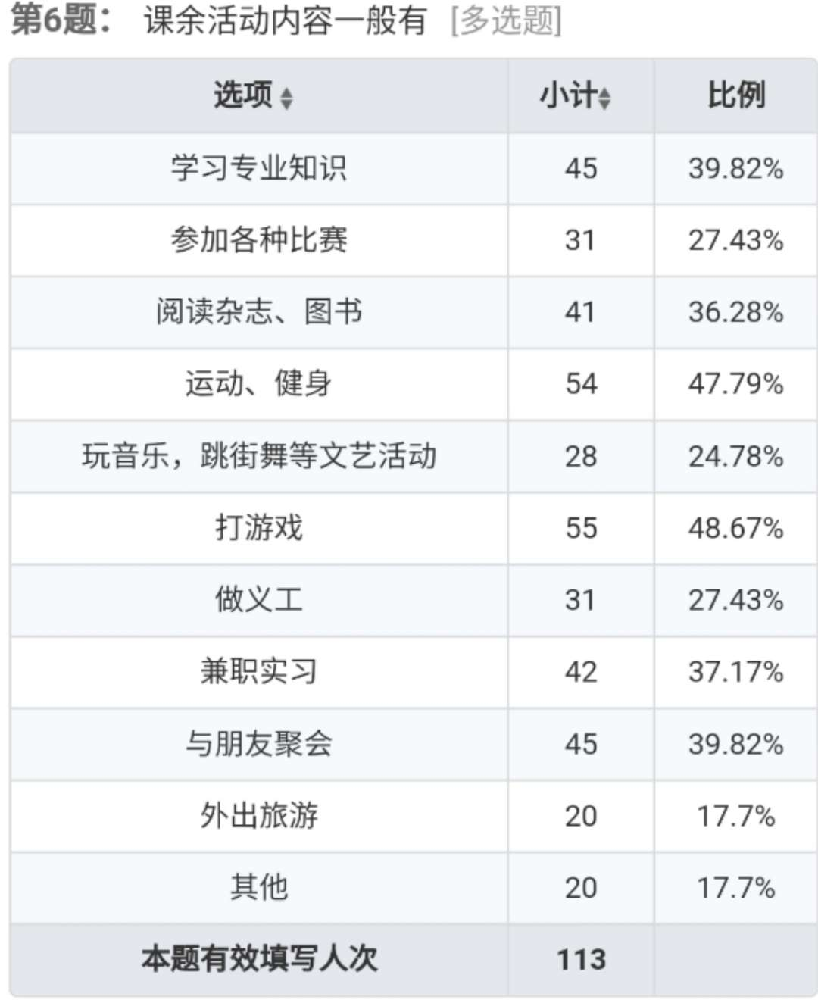 第6题： 课余活动内容一般有 [多选题]
选项 小计 比例
学习专业知识 45 39.82%
参加各种比赛 31 27.43%
阅读杂志、图书 41 36.28%
运动、健身 54 47.79%
玩音乐，跳街舞等文艺活动 28 24.78%
打游戏 55 48.67%
做义工 31 27.43%
兼职实习 42 37.17%
与朋友聚会 45 39.82%
外出旅游 20 17.7%
其他 20 17.7%
本题有效填写人次 113